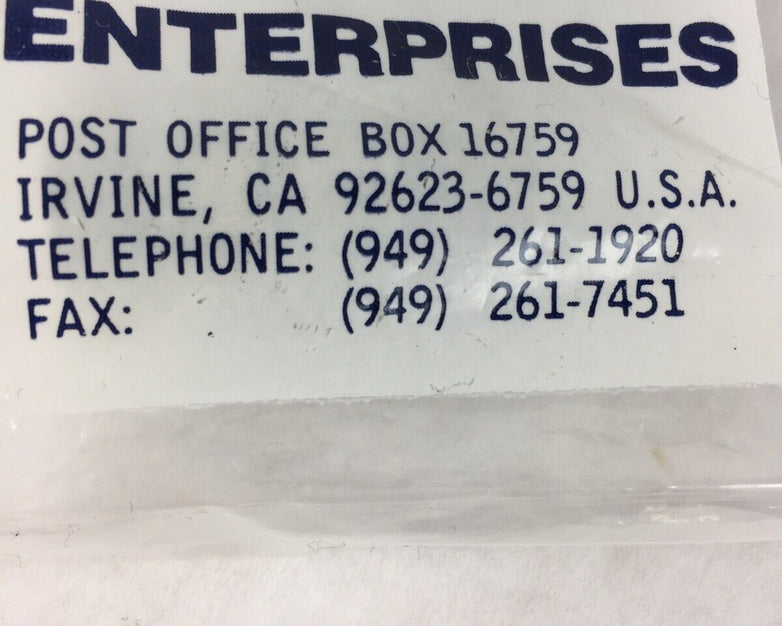 ENTERPRISES
POST OFFICE BOX 16759
IRVINE, CA 92623-6759 U.S.A.
TELEPHONE: (949) 261-1920
FAX: (949) 261-7451